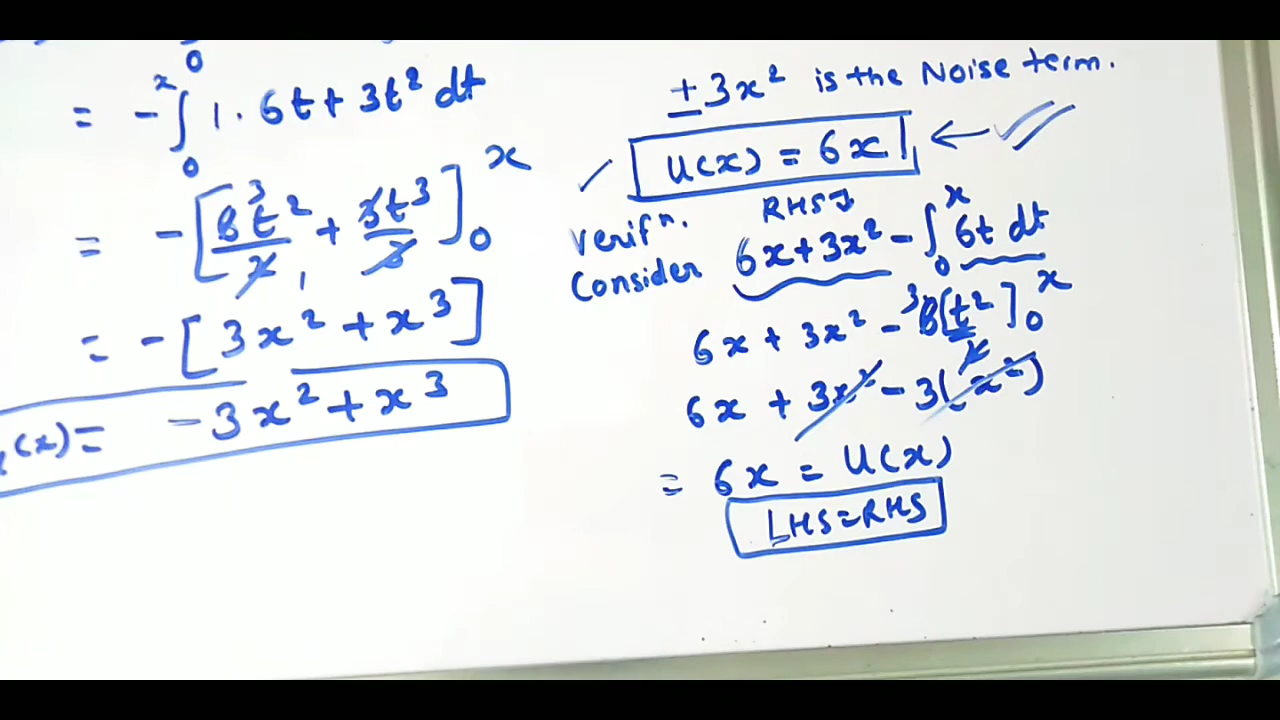 = -∫₀ˣ 1. 6t + 3t² dt
= -[6t²/2 + 3t³/3]₀ˣ
= -[3x² + x³]
(x) = -3x² + x³
± 3x² is the Noise term.
U(x) = 6x
verifⁿ. RHS
Consider 6x + 3x² - ∫₀ˣ 6t dt
6x + 3x² - 6[t²/2]₀ˣ
6x + 3x² - 3(x²)
= 6x = U(x)
LHS = RHS